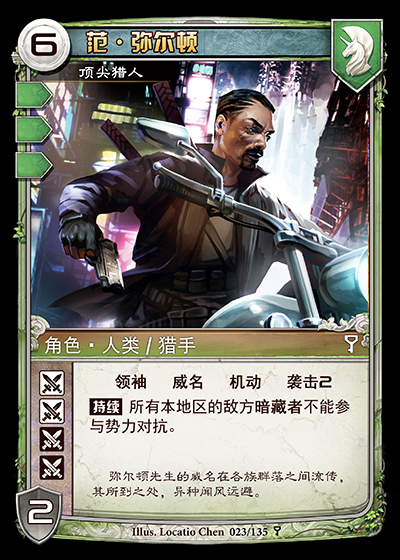 6
范·弥尔顿
顶尖猎人
角色·人类/猎手
领袖 威名 机动 袭击2
持续 所有本地区的敌方暗藏者不能参
与势力对抗。
弥尔顿先生的威名在各族群落之间流传,
其所到之处,异种闻风远遁。
2
Illus. Locatio Chen 023/135